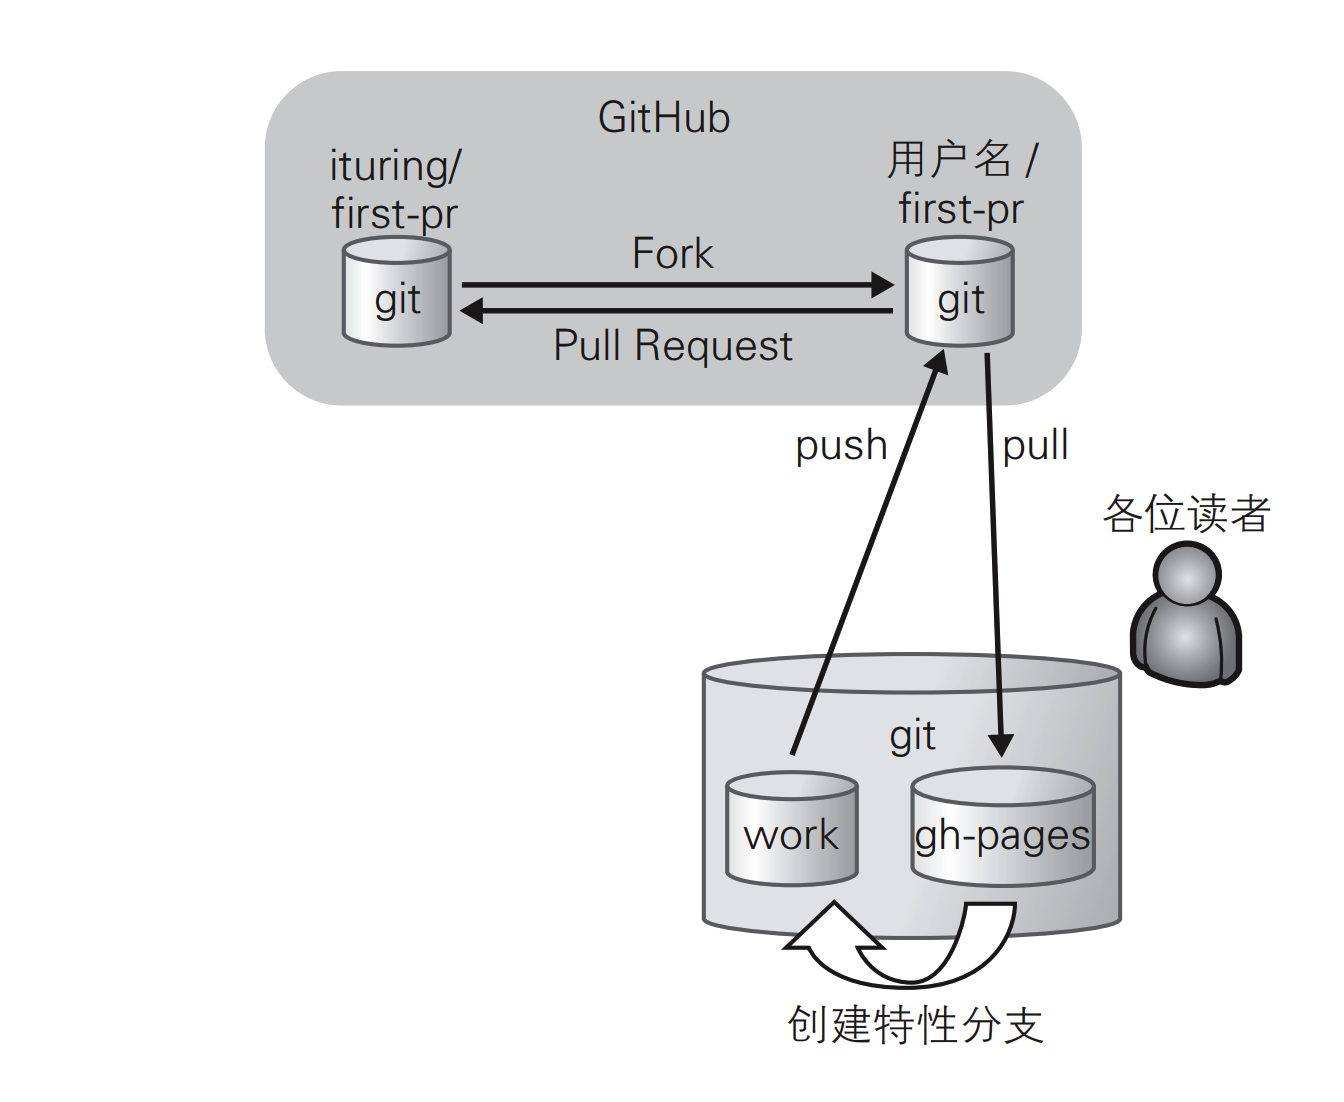 GitHub
ituring/
first-pr
用户名 /
first-pr
git
Fork
git
Pull Request
push
pull
各位读者
git
work
gh-pages
创建特性分支